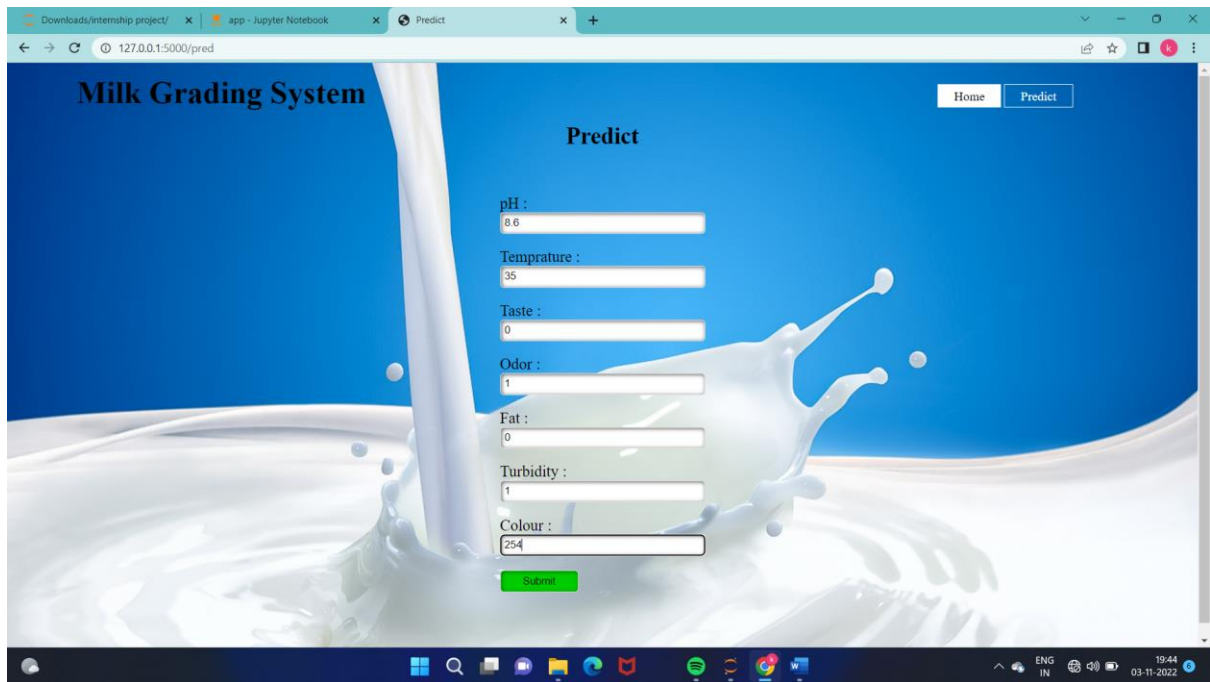 Downloads/internship project/
app - Jupyter Notebook
Predict
127.0.0.1:5000/pred
k
Milk Grading System
Home
Predict
Predict
pH :
8.6
Temprature :
35
Taste :
0
Odor :
1
Fat :
0
Turbidity :
1
Colour :
254
Submit
ENG
IN
19:44
03-11-2022
6